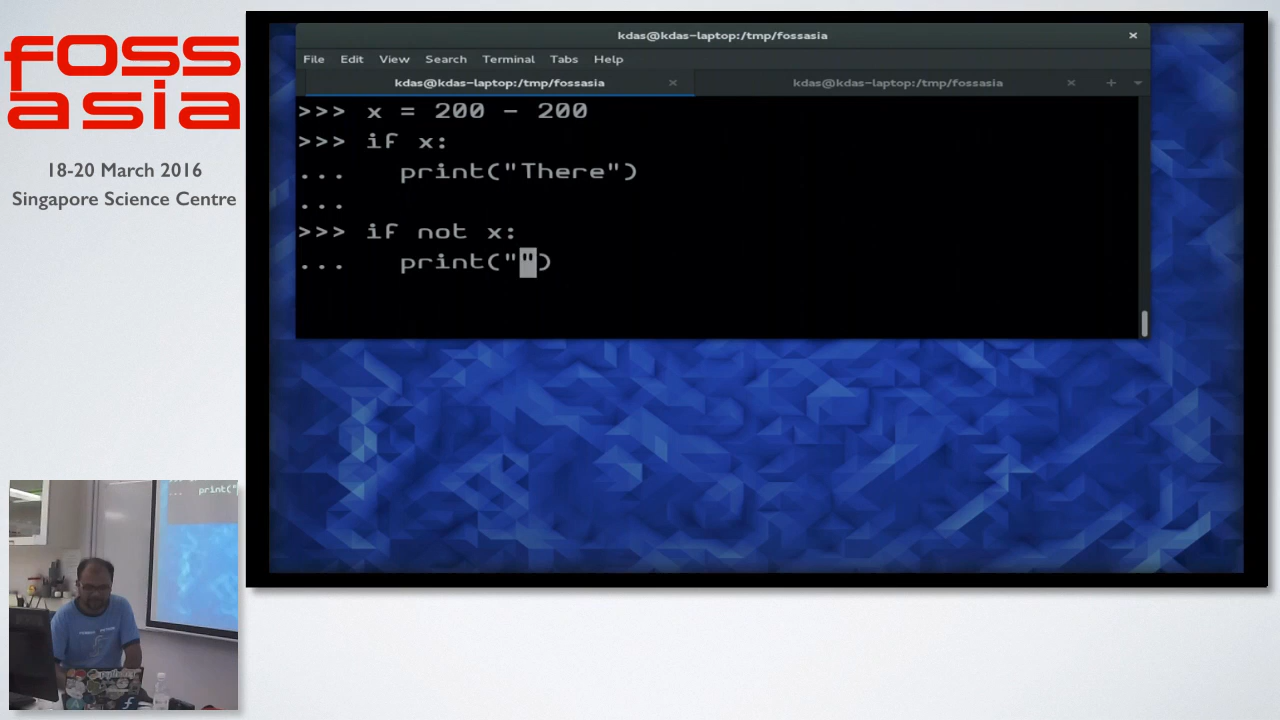 foss
asia
18-20 March 2016
Singapore Science Centre
kdas@kdas-laptop:/tmp/fossasia
File Edit View Search Terminal Tabs Help
kdas@kdas-laptop:/tmp/fossasia kdas@kdas-laptop:/tmp/fossasia
>>> x = 200 - 200
>>> if x:
...   print("There")
...
>>> if not x:
...   print("")
... print("